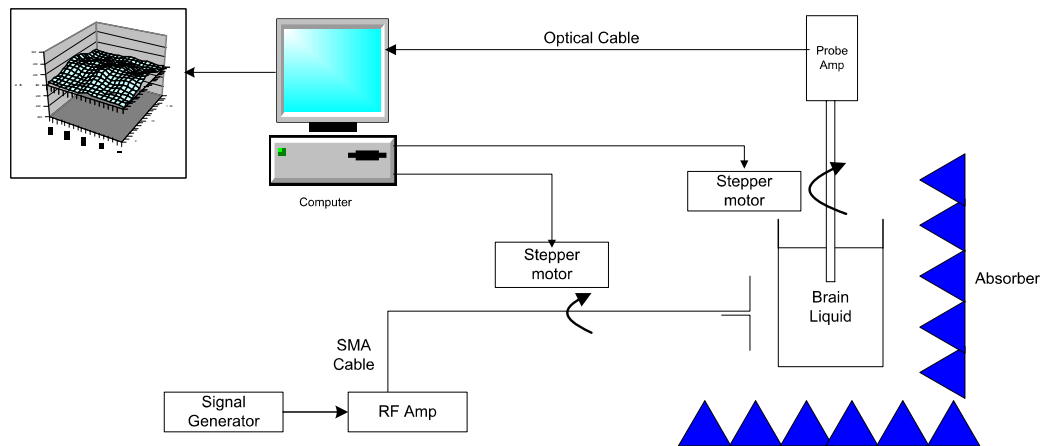 Optical Cable
Probe
Amp
Computer
Stepper
motor
Stepper
motor
Absorber
Brain
Liquid
SMA
Cable
Signal
Generator
RF Amp